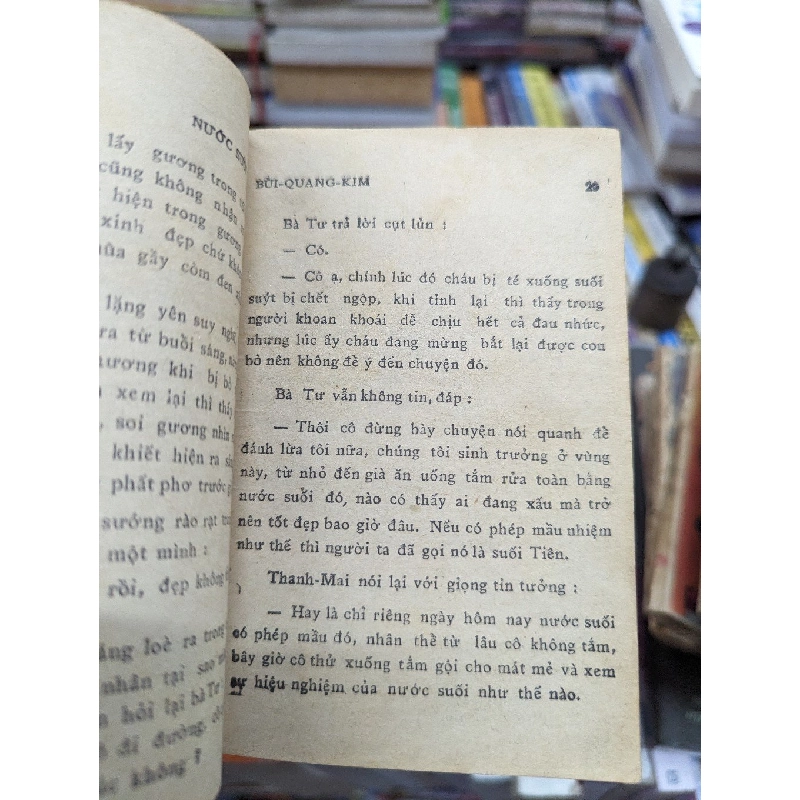 NƯỚC
lấy gương trong
cũng không nhận
hiện trong gương
xinh đẹp chứ
gầy còm đen
lặng yên suy
ra từ buổi sáng,
khi bị
xem lại thì
soi gương nhìn
khiết hiện ra
phất phơ trước
sướng rào rạt
một mình :
rồi, đẹp không
loè ra trong
nhân tại sao
hỏi lại bà Tư
đi đường
không ?
BÙI-QUANG-KIM 29
Bà Tư trả lời cụt lủn :
— Có.
— Cô ạ, chính lúc đó cháu bị té xuống suối
suýt bị chết ngộp, khi tỉnh lại thì thấy trong
người khoan khoái dễ chịu hết cả đau nhức,
nhưng lúc ấy cháu đang mừng bắt lại được con
bò nên không để ý đến chuyện đó.
Bà Tư vẫn không tin, đáp :
— Thôi cô đừng bày chuyện nói quanh để
đánh lừa tôi nữa, chúng tôi sinh trưởng ở vùng
này, từ nhỏ đến già ăn uống tắm rửa toàn bằng
nước suối đó, nào có thấy ai đang xấu mà trở
nên tốt đẹp bao giờ đâu. Nếu có phép mầu nhiệm
như thế thì người ta đã gọi nó là suối Tiên.
Thanh-Mai nói lại với giọng tin tưởng :
— Hay là chỉ riêng ngày hôm nay nước suối
có phép mầu đó, nhân thể từ lâu cô không tắm,
bây giờ cô thử xuống tắm gội cho mát mẻ và xem
sự hiệu nghiệm của nước suối như thế nào.